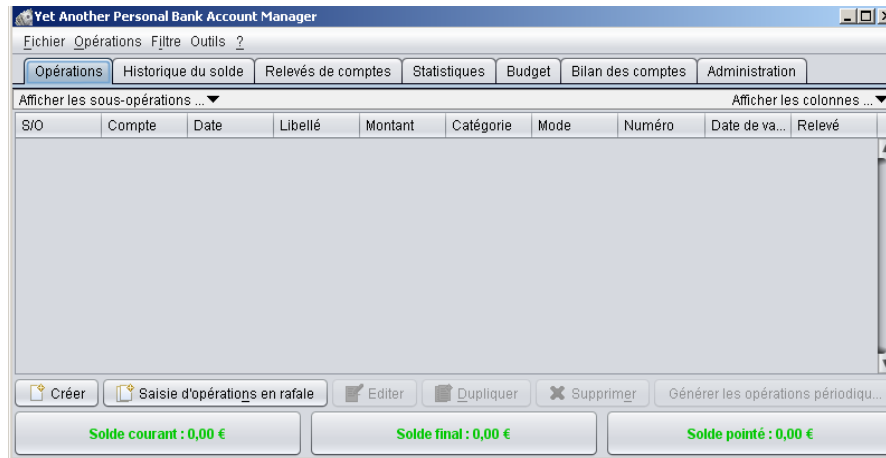 Yet Another Personal Bank Account Manager
Fichier Opérations Filtre Outils ?
Opérations Historique du solde Relevés de comptes Statistiques Budget Bilan des comptes Administration
Afficher les sous-opérations ... Afficher les colonnes ...
S/O Compte Date Libellé Montant Catégorie Mode Numéro Date de va... Relevé
Créer Saisie d'opérations en rafale Editer Dupliquer Supprimer Générer les opérations périodiqu...
Solde courant : 0,00 € Solde final : 0,00 € Solde pointé : 0,00 €